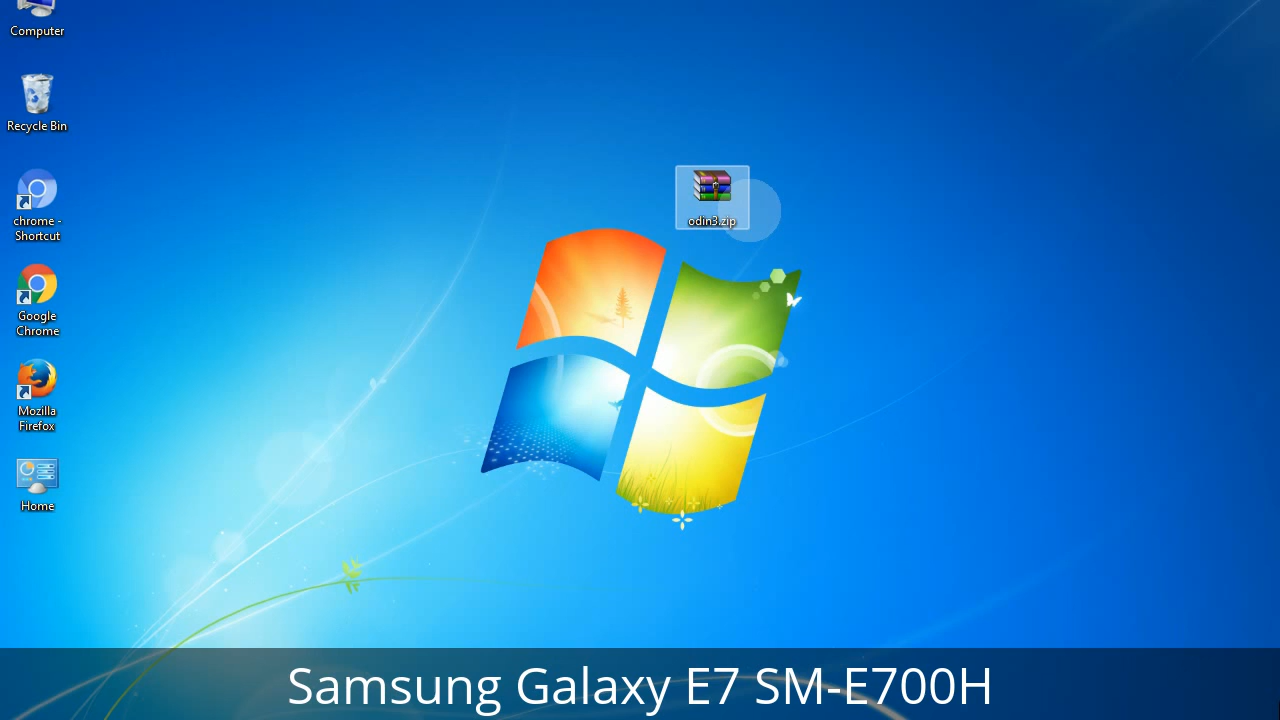 Computer
Recycle Bin
chrome -
Shortcut
Google
Chrome
Mozilla
Firefox
Home
odin3.zip
Samsung Galaxy E7 SM-E700H